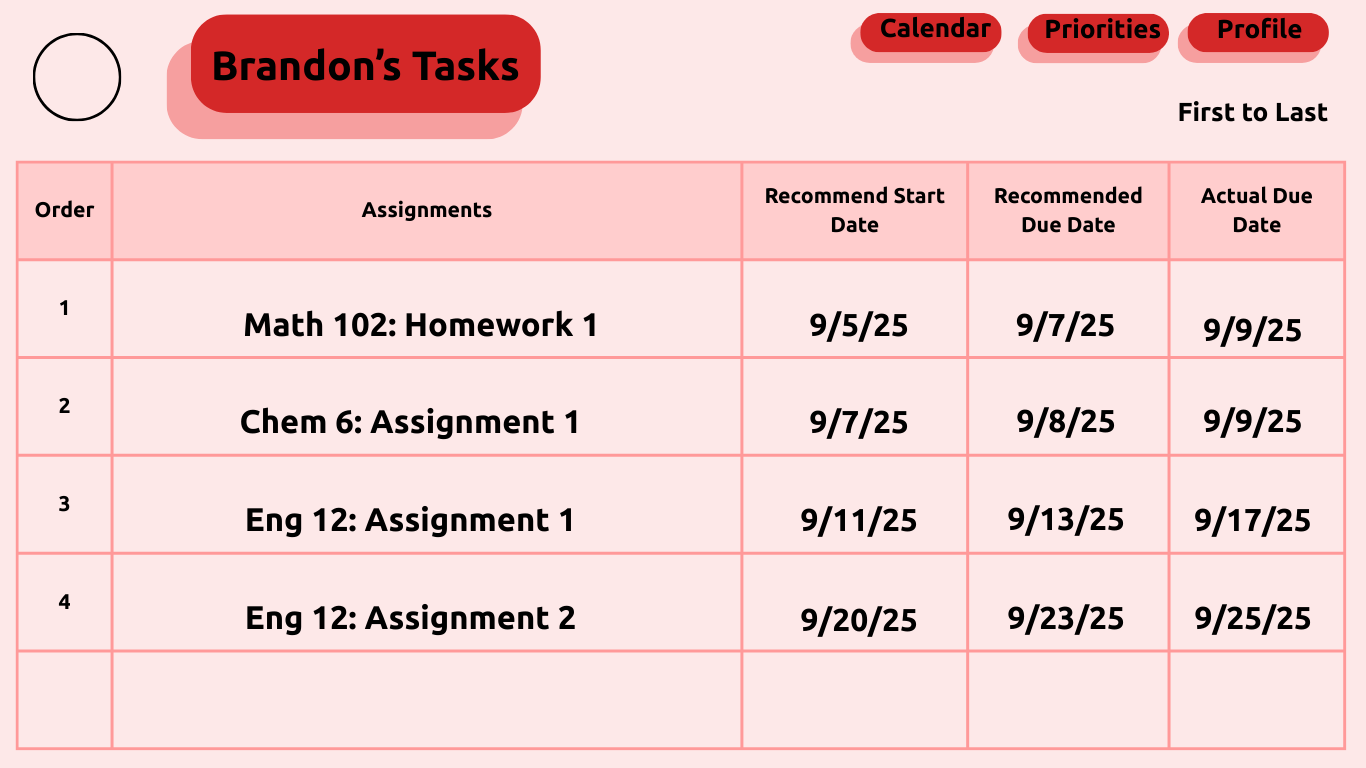 Brandon’s Tasks
Calendar
Priorities
Profile
First to Last
Order
Assignments
Recommend Start
Date
Recommended
Due Date
Actual Due
Date
1
Math 102: Homework 1
9/5/25
9/7/25
9/9/25
2
Chem 6: Assignment 1
9/7/25
9/8/25
9/9/25
3
Eng 12: Assignment 1
9/11/25
9/13/25
9/17/25
4
Eng 12: Assignment 2
9/20/25
9/23/25
9/25/25